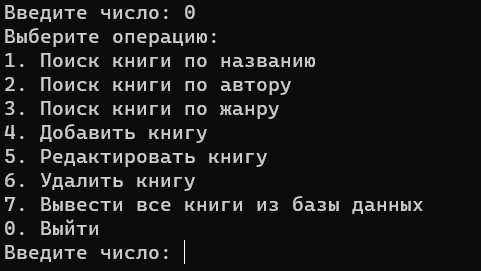 Введите число: 0
Выберите операцию:
1. Поиск книги по названию
2. Поиск книги по автору
3. Поиск книги по жанру
4. Добавить книгу
5. Редактировать книгу
6. Удалить книгу
7. Вывести все книги из базы данных
0. Выйти
Введите число: